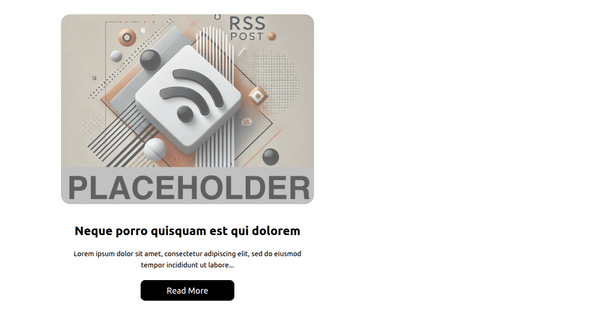 RSS
POST
PLACEHOLDER
Neque porro quisquam est qui dolorem
Lorem ipsum dolor sit amet, consectetur adipiscing elit, sed do eiusmod
tempor incididunt ut labore...
Read More